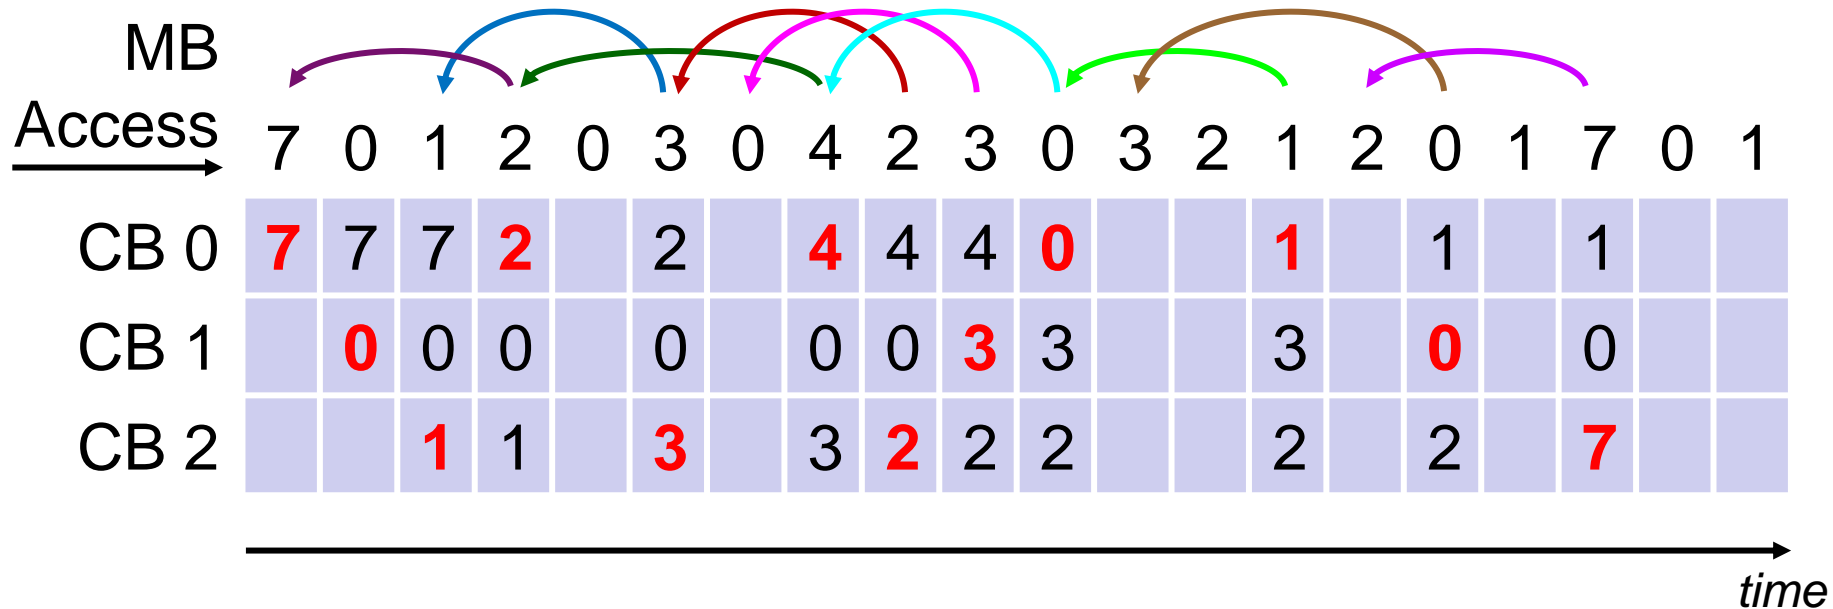 MB
Access 7 0 1 2 0 3 0 4 2 3 0 3 2 1 2 0 1 7 0 1
CB 0 7 7 7 2 2 4 4 4 0 1 1 1
CB 1 0 0 0 0 0 0 3 3 3 0 0
CB 2 1 1 3 3 2 2 2 2 2 7
time